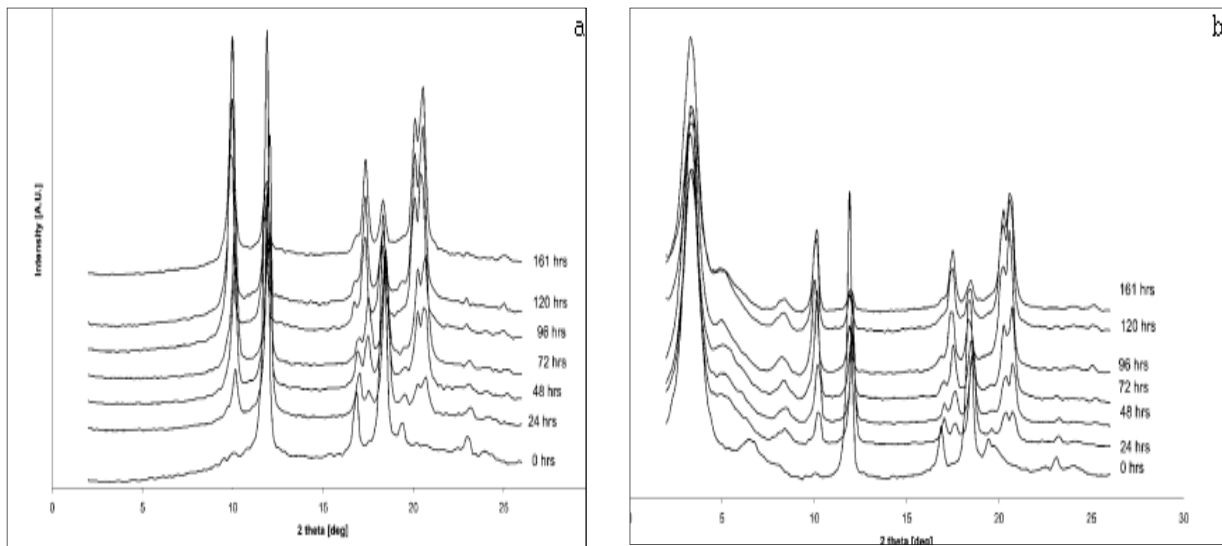 a
Intensity [A.U.]
161 hrs
120 hrs
96 hrs
72 hrs
48 hrs
24 hrs
0 hrs
0 5 10 15 20 25
2 theta [deg]
b
161 hrs
120 hrs
96 hrs
72 hrs
48 hrs
24 hrs
0 hrs
0 5 10 15 20 25 30
2 theta [deg]